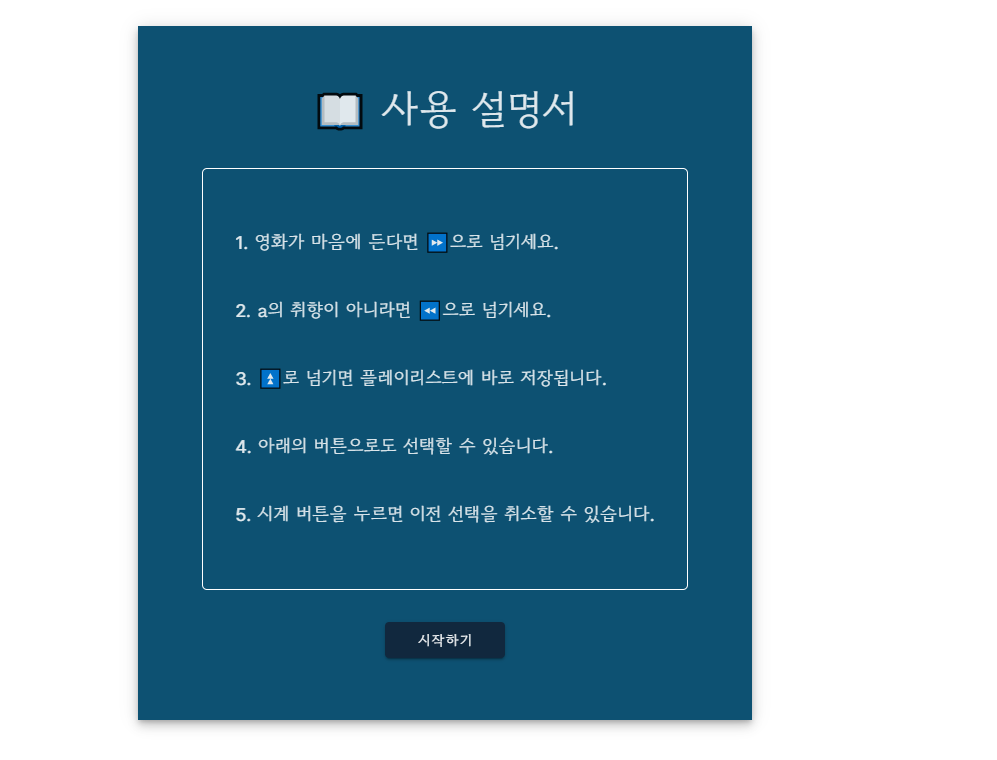 📖 사용 설명서
1. 영화가 마음에 든다면 ⏩으로 넘기세요.
2. a의 취향이 아니라면 ⏪으로 넘기세요.
3. ⏫로 넘기면 플레이리스트에 바로 저장됩니다.
4. 아래의 버튼으로도 선택할 수 있습니다.
5. 시계 버튼을 누르면 이전 선택을 취소할 수 있습니다.
시작하기